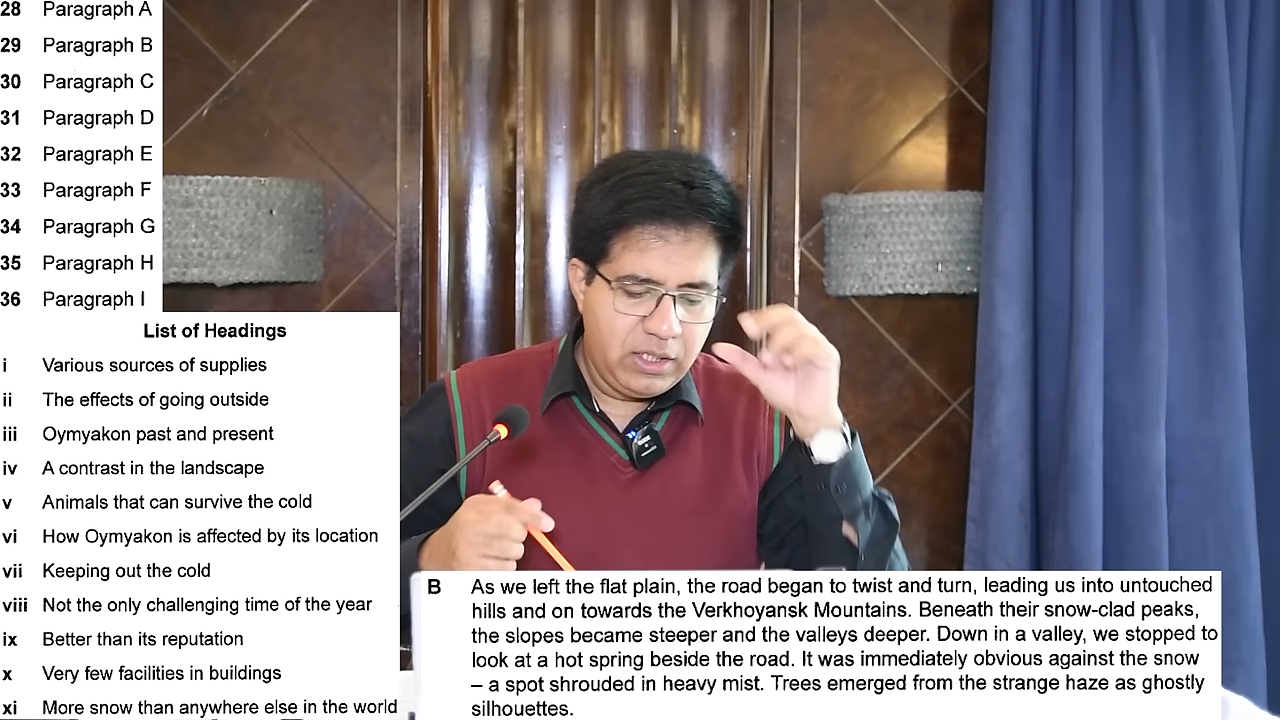 28 Paragraph A
29 Paragraph B
30 Paragraph C
31 Paragraph D
32 Paragraph E
33 Paragraph F
34 Paragraph G
35 Paragraph H
36 Paragraph I
List of Headings
i Various sources of supplies
ii The effects of going outside
iii Oymyakon past and present
iv A contrast in the landscape
v Animals that can survive the cold
vi How Oymyakon is affected by its location
vii Keeping out the cold
viii Not the only challenging time of the year
ix Better than its reputation
x Very few facilities in buildings
xi More snow than anywhere else in the world
B As we left the flat plain, the road began to twist and turn, leading us into untouched
hills and on towards the Verkhoyansk Mountains. Beneath their snow-clad peaks,
the slopes became steeper and the valleys deeper. Down in a valley, we stopped to
look at a hot spring beside the road. It was immediately obvious against the snow
– a spot shrouded in heavy mist. Trees emerged from the strange haze as ghostly
silhouettes.